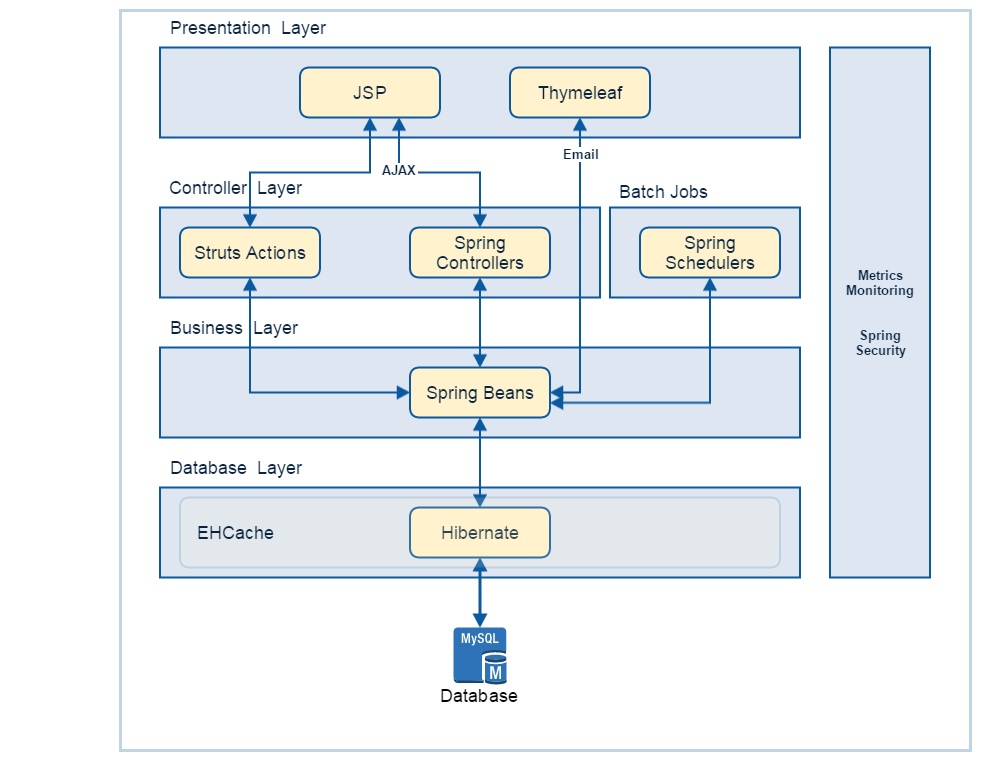 Presentation Layer
JSP
Thymeleaf
Email
AJAX
Controller Layer
Batch Jobs
Struts Actions
Spring
Controllers
Spring
Schedulers
Metrics
Monitoring
Spring
Security
Business Layer
Spring Beans
Database Layer
EHCache
Hibernate
MySQL
M
Database